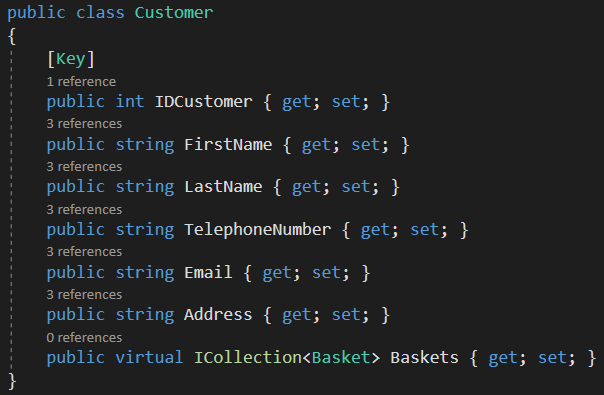 public class Customer
{
[Key]
1 reference
public int IDCustomer { get; set; }
3 references
public string FirstName { get; set; }
3 references
public string LastName { get; set; }
3 references
public string TelephoneNumber { get; set; }
3 references
public string Email { get; set; }
3 references
public string Address { get; set; }
0 references
public virtual ICollection<Basket> Baskets { get; set; }
}